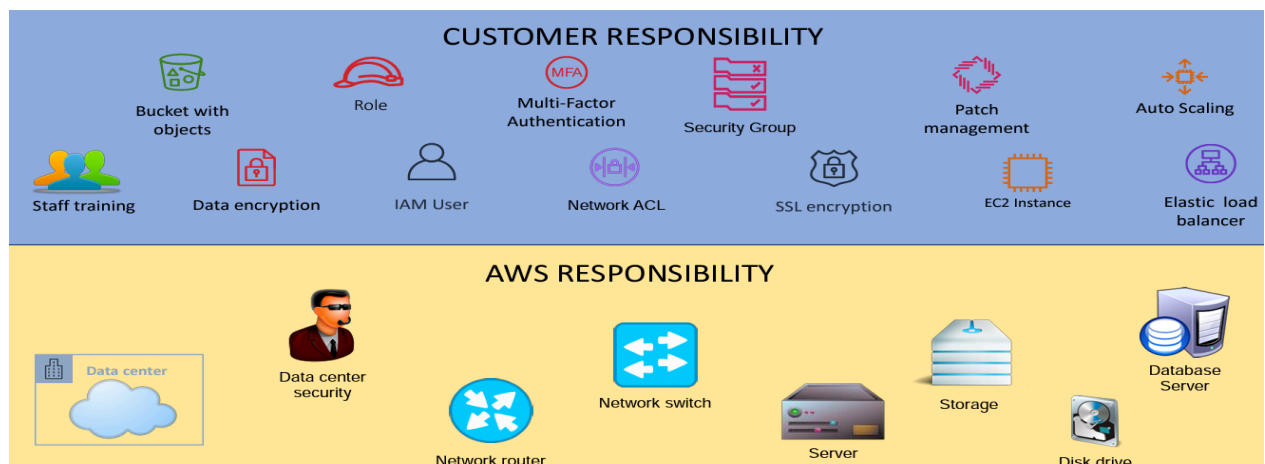 CUSTOMER RESPONSIBILITY
Bucket with
objects
Role
MFA
Multi-Factor
Authentication
Security Group
Patch
management
Auto Scaling
Staff training
Data encryption
IAM User
Network ACL
SSL encryption
EC2 Instance
Elastic load
balancer
AWS RESPONSIBILITY
Data center
Data center
security
Network router
Network switch
Server
Storage
Disk drive
Database
Server